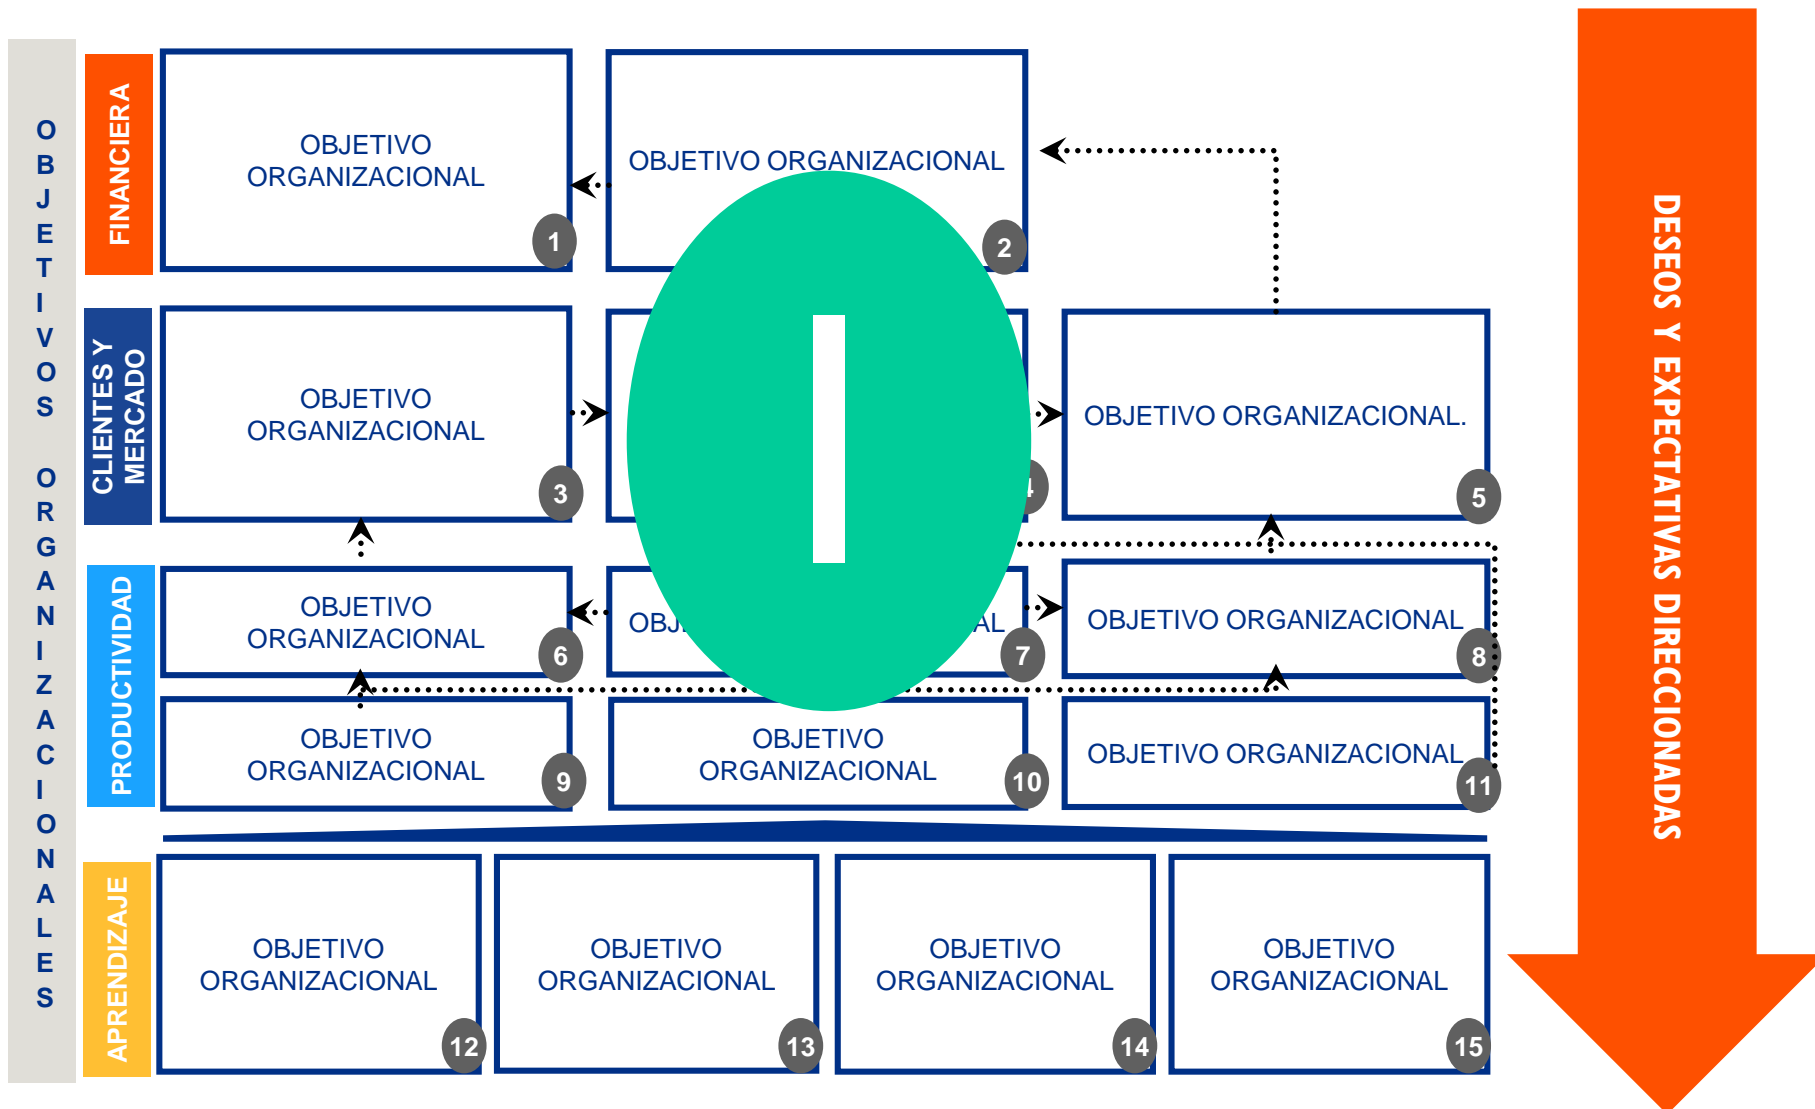 OBJETIVOS ORGANIZACIONALES
FINANCIERA
OBJETIVO
ORGANIZACIONAL
1
OBJETIVO ORGANIZACIONAL
2
CLIENTES Y
MERCADO
OBJETIVO
ORGANIZACIONAL
3
I
OBJETIVO ORGANIZACIONAL.
5
PRODUCTIVIDAD
OBJETIVO
ORGANIZACIONAL
6
7
OBJETIVO ORGANIZACIONAL
8
OBJETIVO
ORGANIZACIONAL
9
OBJETIVO
ORGANIZACIONAL
10
OBJETIVO ORGANIZACIONAL
11
APRENDIZAJE
OBJETIVO
ORGANIZACIONAL
12
OBJETIVO
ORGANIZACIONAL
13
OBJETIVO
ORGANIZACIONAL
14
OBJETIVO
ORGANIZACIONAL
15
DESEOS Y EXPECTATIVAS DIRECCIONADAS